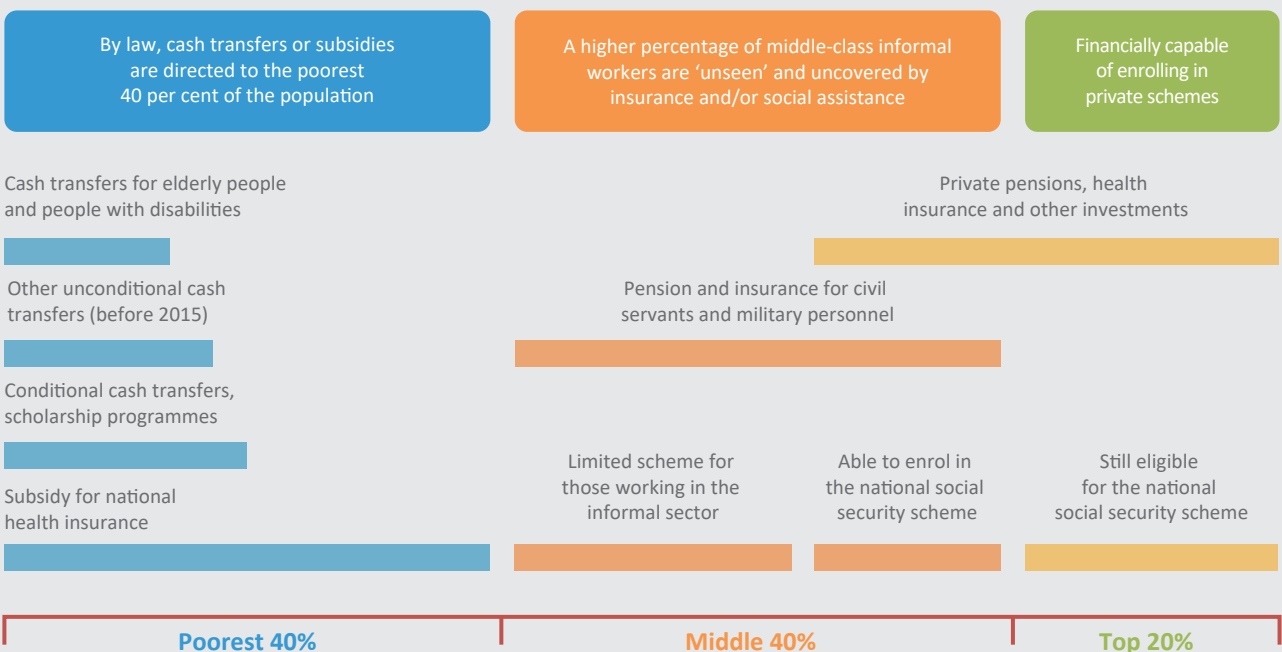 By law, cash transfers or subsidies
are directed to the poorest
40 per cent of the population
A higher percentage of middle-class informal
workers are ‘unseen’ and uncovered by
insurance and/or social assistance
Financially capable
of enrolling in
private schemes
Cash transfers for elderly people
and people with disabilities
Private pensions, health
insurance and other investments
Other unconditional cash
transfers (before 2015)
Pension and insurance for civil
servants and military personnel
Conditional cash transfers,
scholarship programmes
Subsidy for national
health insurance
Limited scheme for
those working in the
informal sector
Able to enrol in
the national social
security scheme
Still eligible
for the national
social security scheme
Poorest 40%
Middle 40%
Top 20%